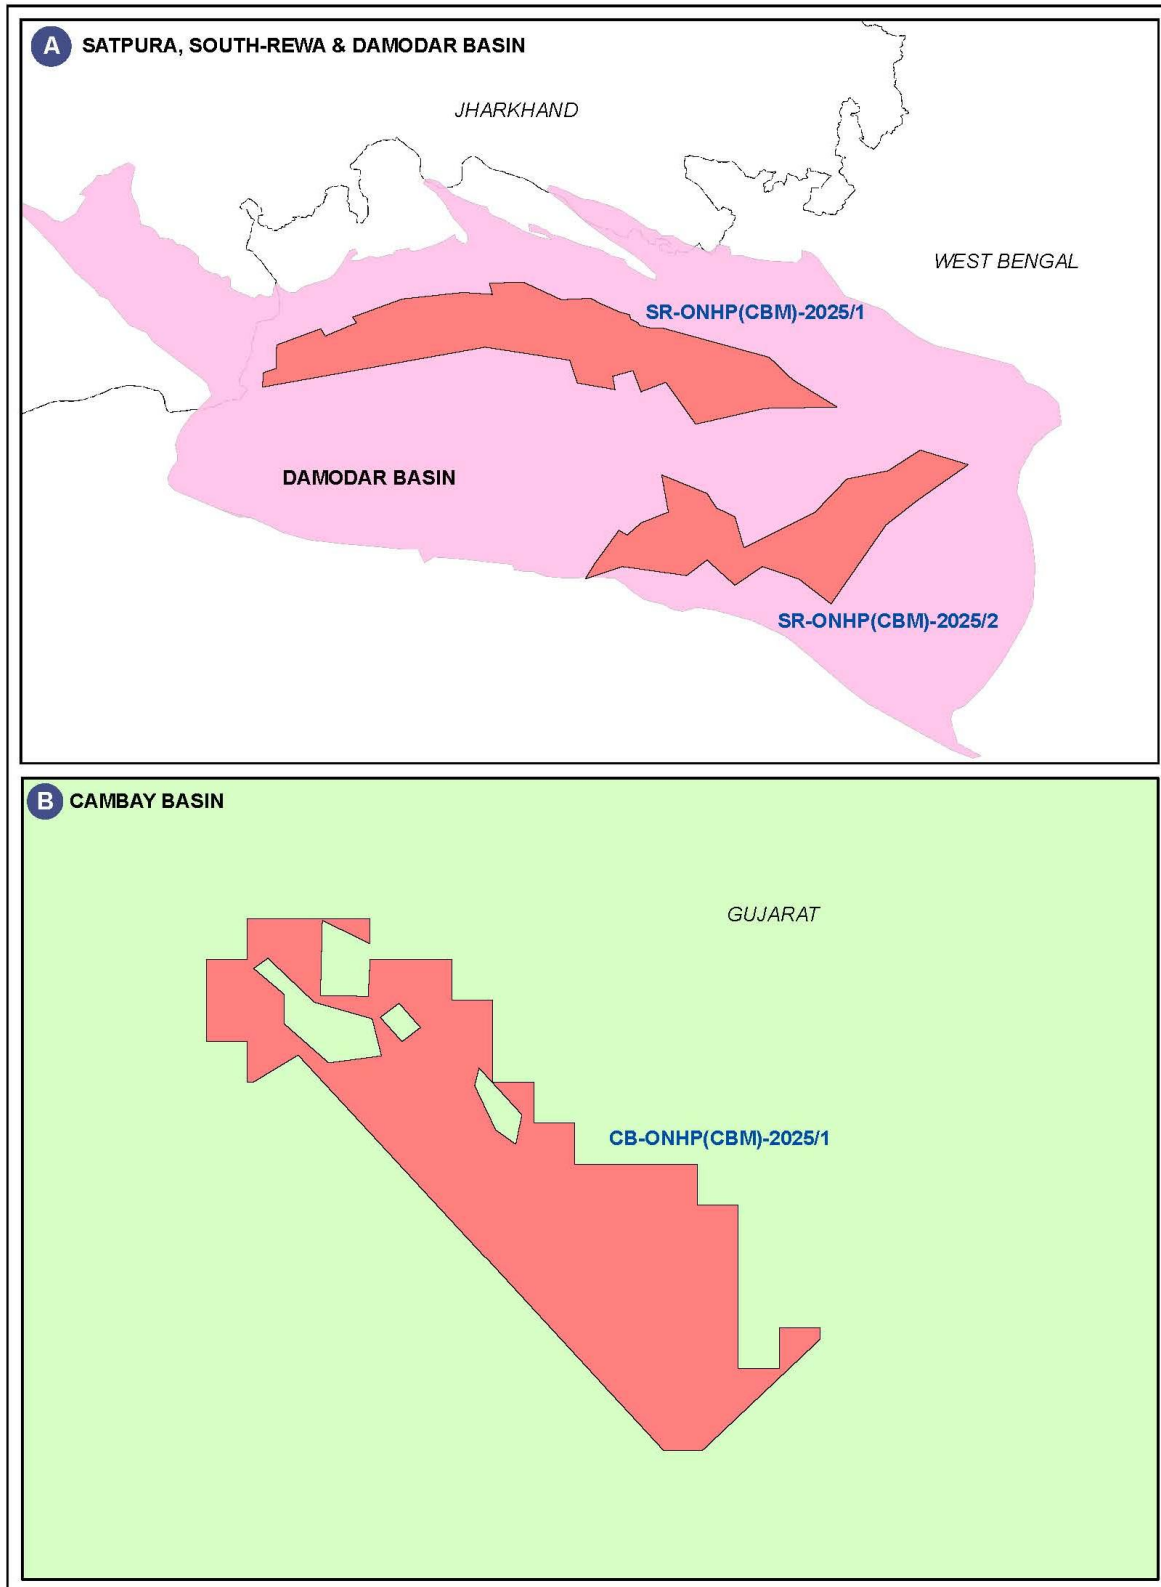 A SATPURA, SOUTH-REWA & DAMODAR BASIN
JHARKHAND
WEST BENGAL
SR-ONHP(CBM)-2025/1
DAMODAR BASIN
SR-ONHP(CBM)-2025/2
B CAMBAY BASIN
GUJARAT
CB-ONHP(CBM)-2025/1